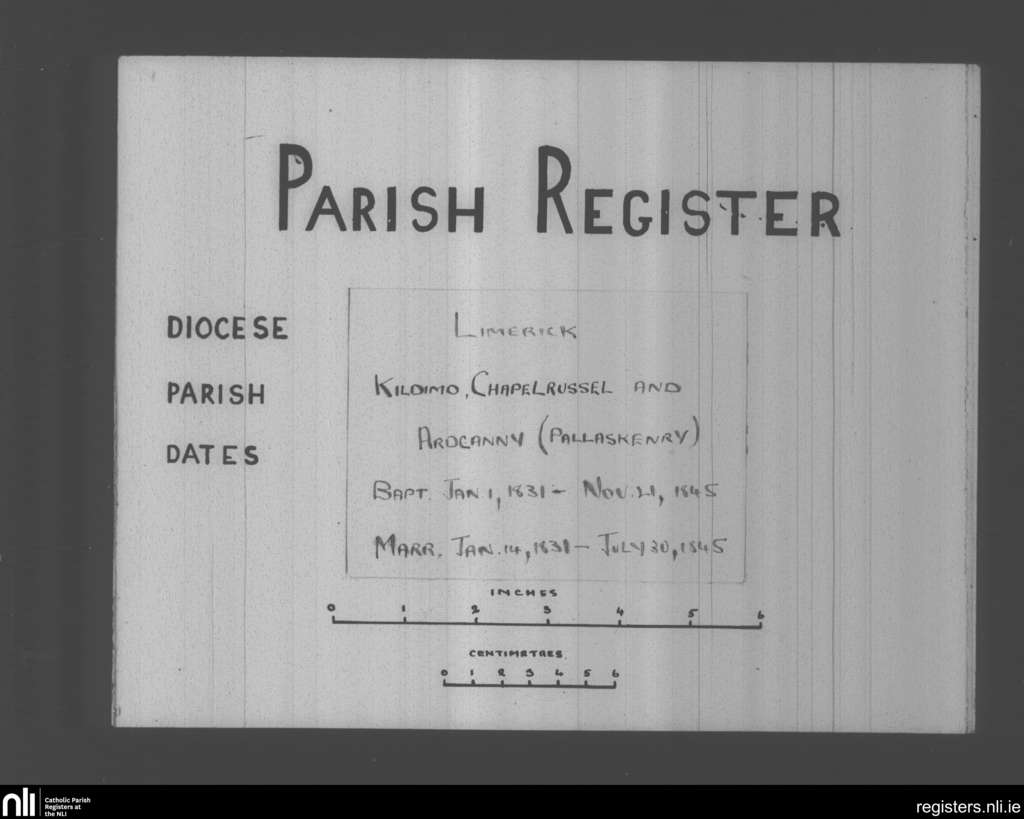 PARISH REGISTER
DIOCESE LIMERICK
PARISH KILDIMO, CHAPELRUSSEL AND
ARDCANNY (PALLASKENRY)
DATES
BAPT. JAN 1, 1831 – NOV. 21, 1845
MARR. JAN. 14, 1831 – JULY 30, 1845
INCHES
0 1 2 3 4 5 6
CENTIMETRES.
0 1 2 3 4 5 6
nli Catholic Parish
Registers at
the NLI
registers.nli.ie